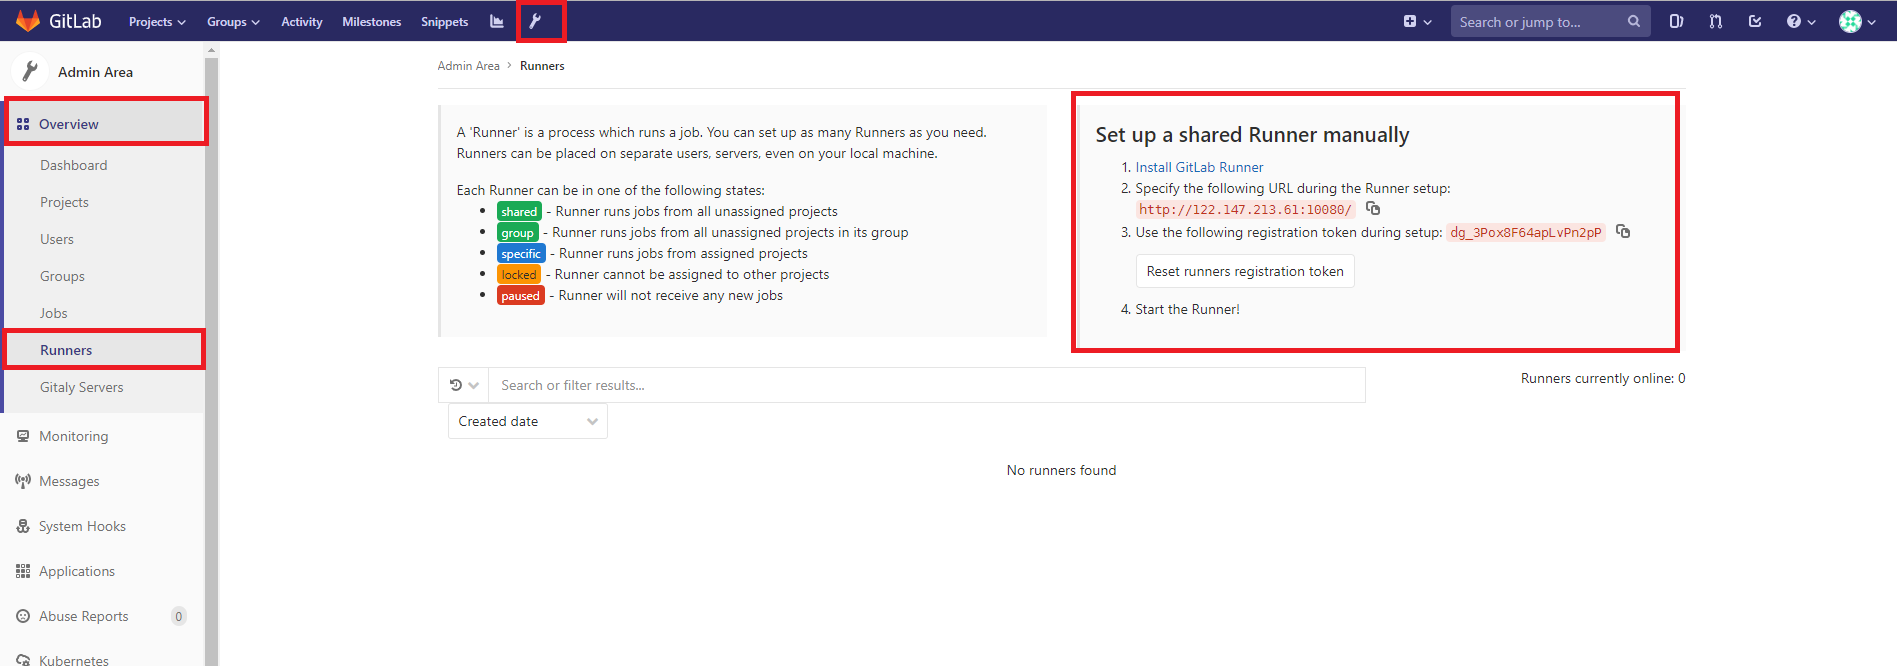 GitLab Projects Groups Activity Milestones Snippets Search or jump to...
Admin Area
Overview
Dashboard
Projects
Users
Groups
Jobs
Runners
Gitaly Servers
Monitoring
Messages
System Hooks
Applications
Abuse Reports 0
Kubernetes
Admin Area > Runners
A 'Runner' is a process which runs a job. You can set up as many Runners as you need.
Runners can be placed on separate users, servers, even on your local machine.
Each Runner can be in one of the following states:
• shared - Runner runs jobs from all unassigned projects
• group - Runner runs jobs from all unassigned projects in its group
• specific - Runner runs jobs from assigned projects
• locked - Runner cannot be assigned to other projects
• paused - Runner will not receive any new jobs
Set up a shared Runner manually
1. Install GitLab Runner
2. Specify the following URL during the Runner setup:
http://122.147.213.61:10080/
3. Use the following registration token during setup: dg_3Pox8F64apLvPn2pP
Reset runners registration token
4. Start the Runner!
Search or filter results...
Runners currently online: 0
Created date
No runners found